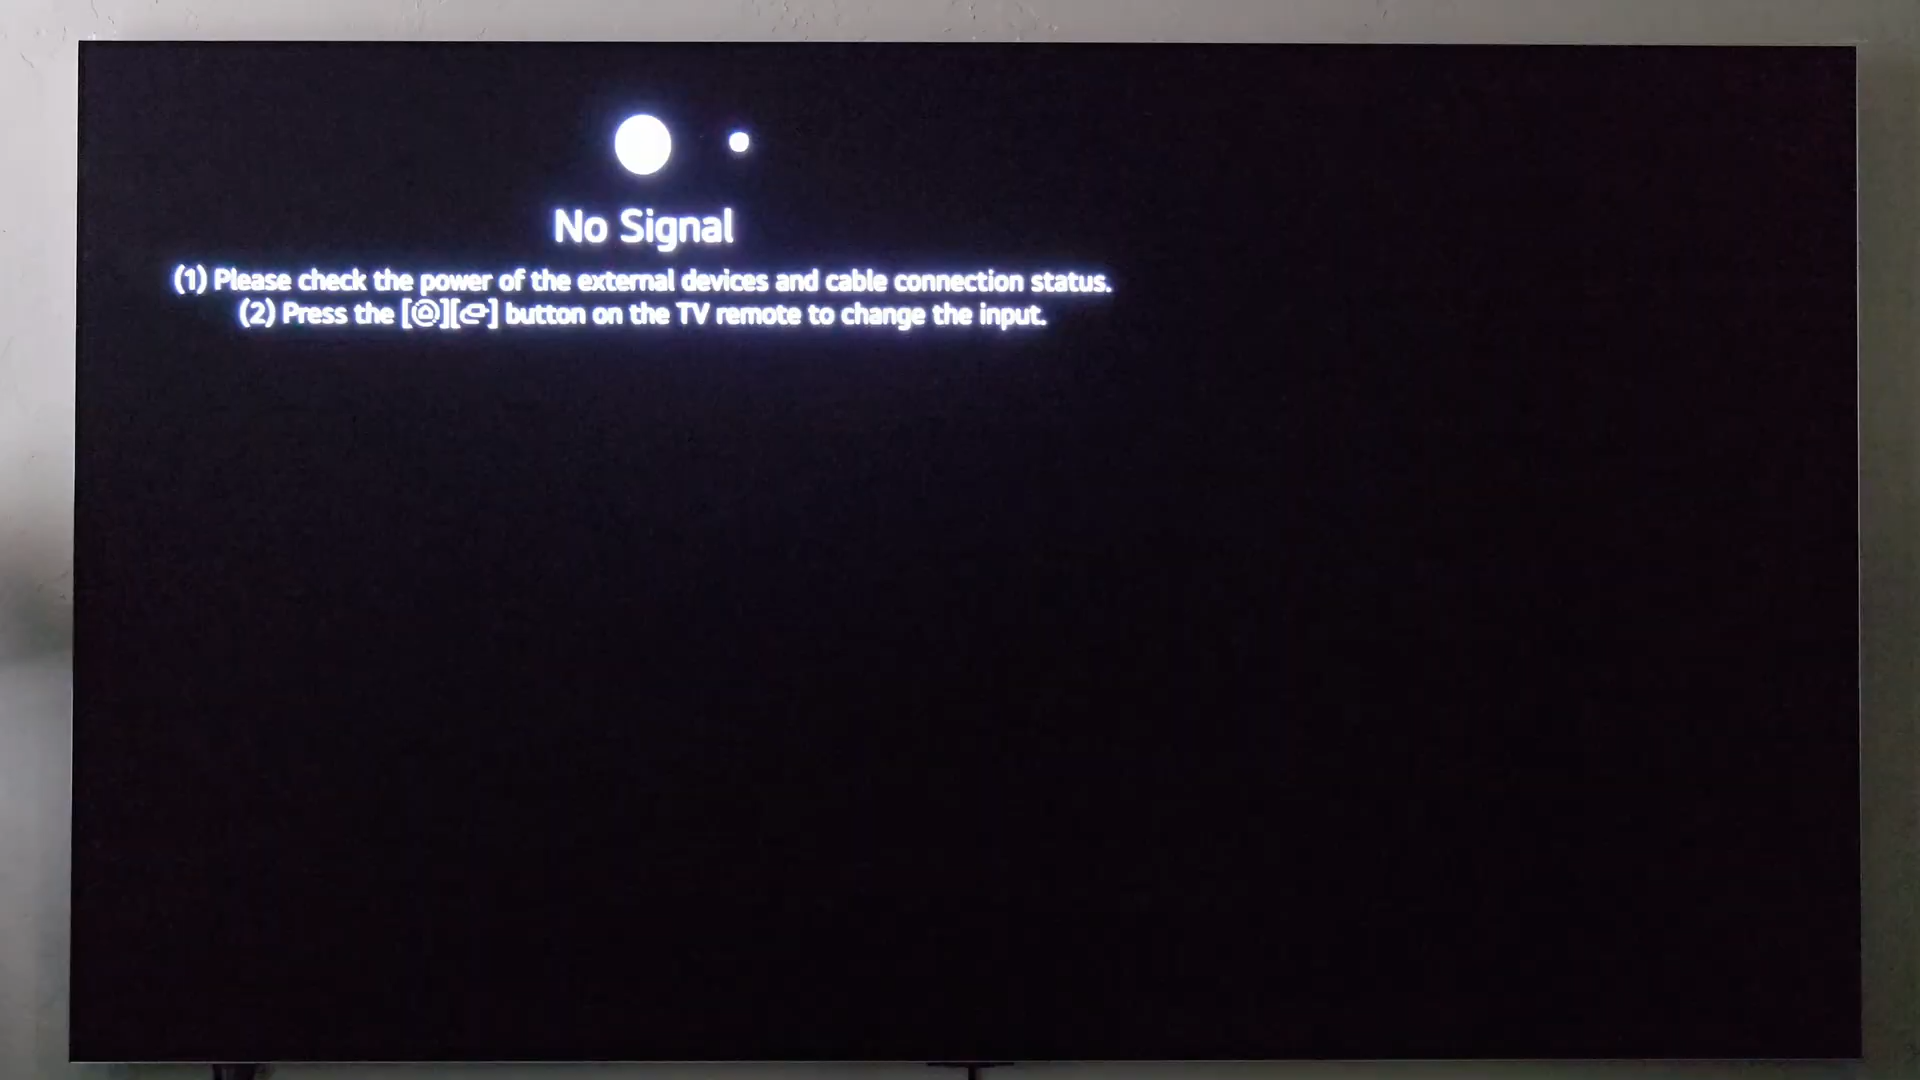 No Signal
(1) Please check the power of the external devices and cable connection status.
(2) Press the [][] button on the TV remote to change the input.